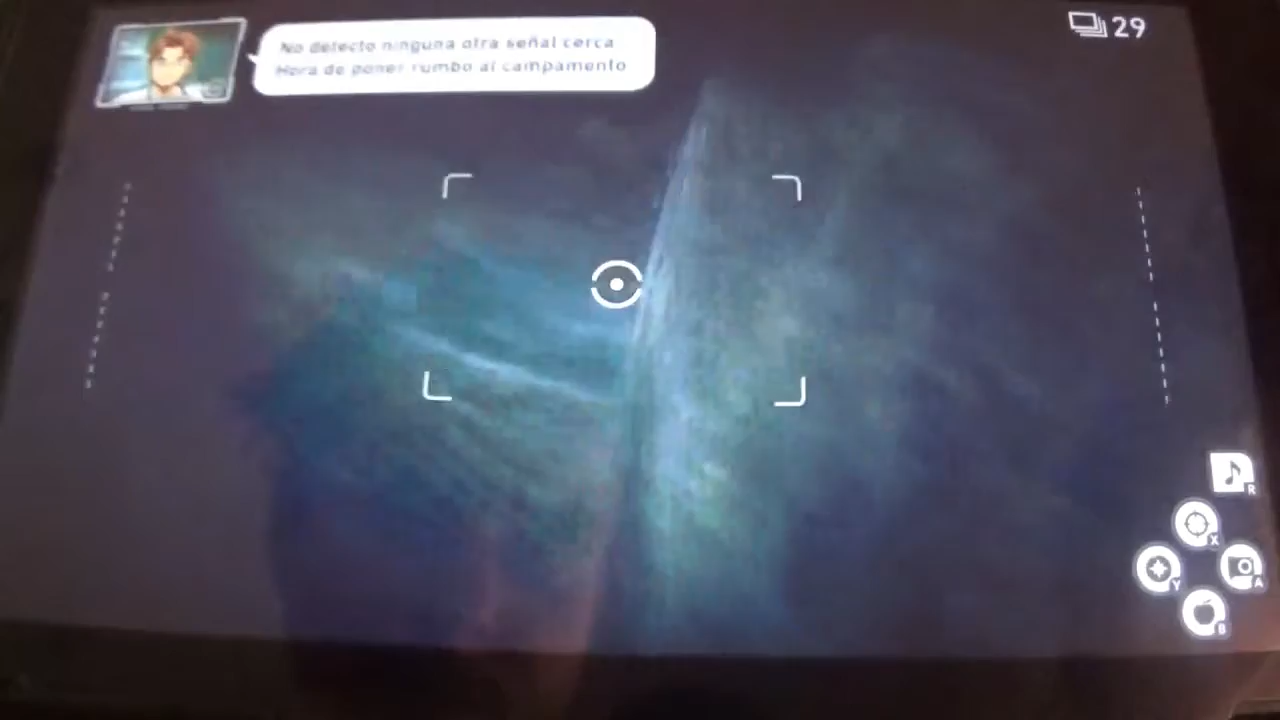 No detecto ninguna otra señal cerca
Hora de poner rumbo al campamento
29
R
X
Y
A
B